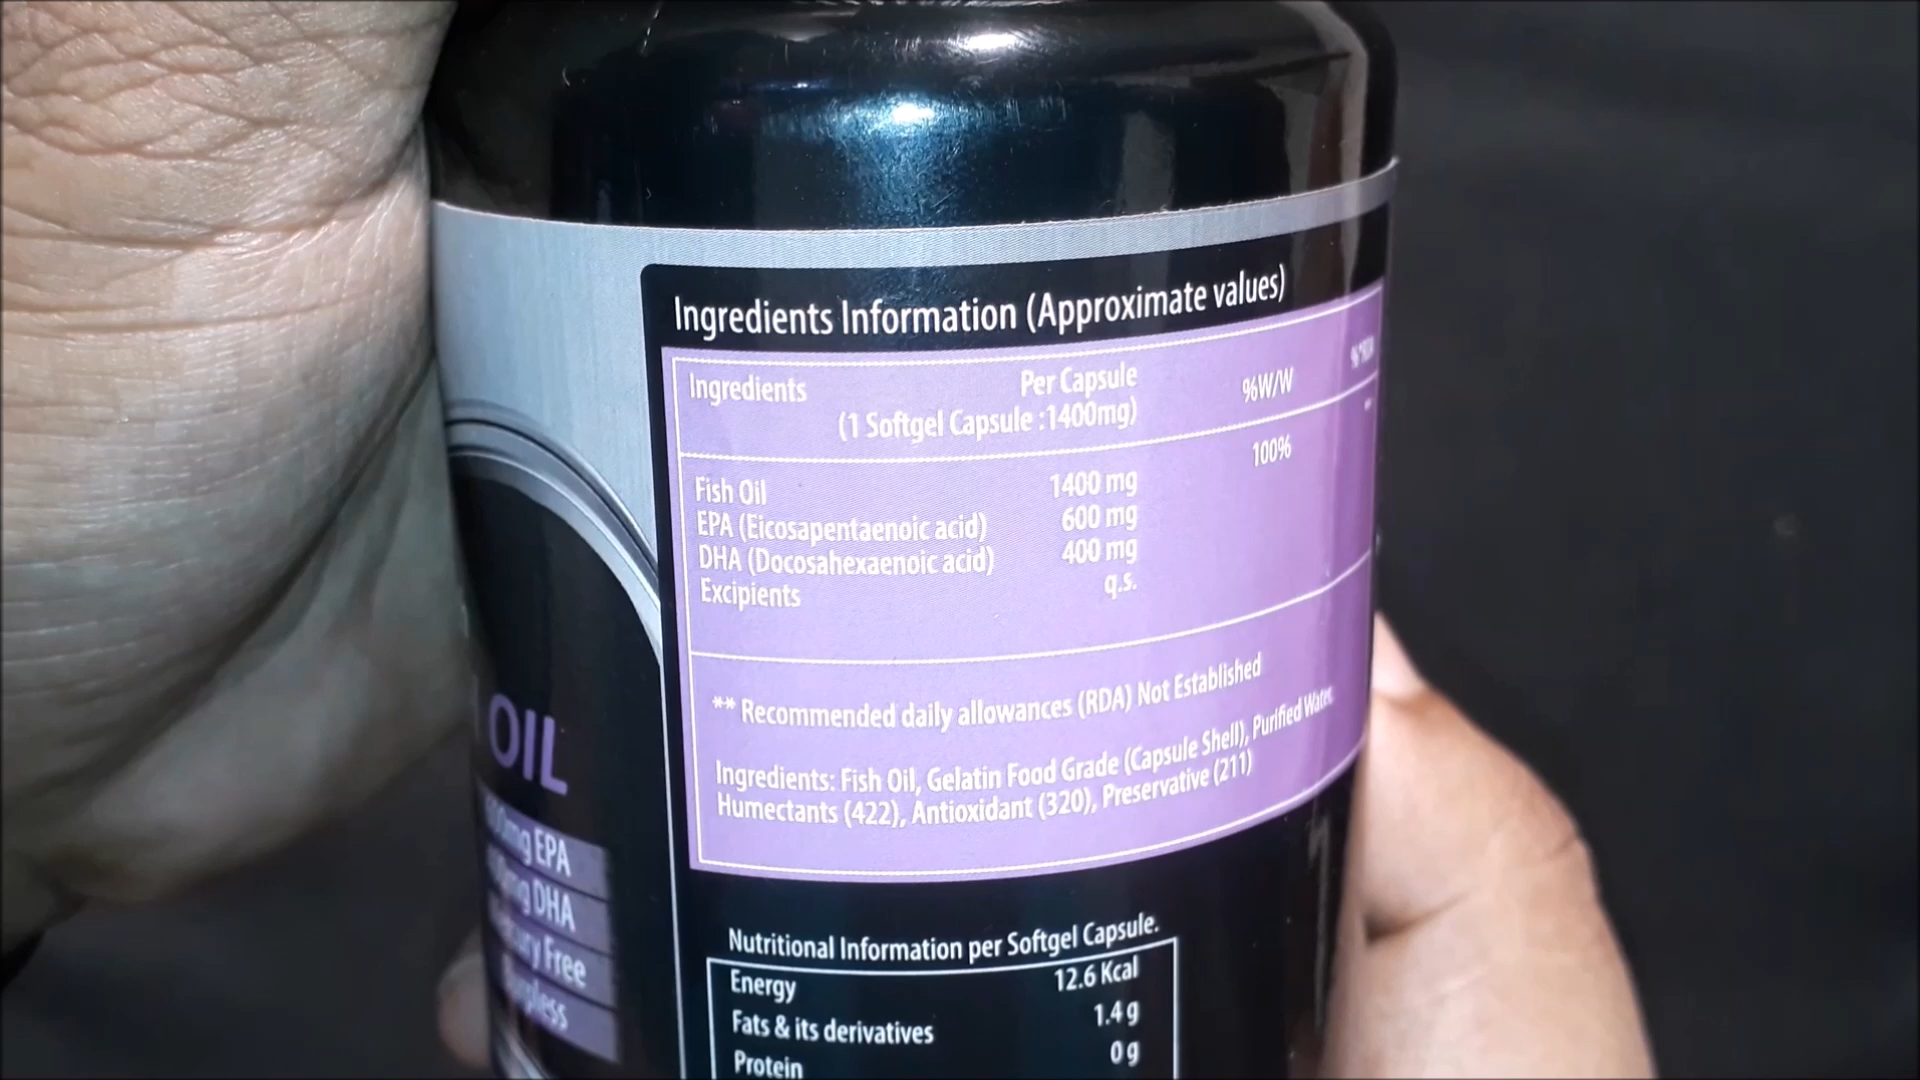 Ingredients Information (Approximate values)
Ingredients Per Capsule %W/W
(1 Softgel Capsule :1400mg)
Fish Oil 1400 mg 100%
EPA (Eicosapentaenoic acid) 600 mg
DHA (Docosahexaenoic acid) 400 mg
Excipients q.s.
** Recommended daily allowances (RDA) Not Established
Ingredients: Fish Oil, Gelatin Food Grade (Capsule Shell), Purified Water,
Humectants (422), Antioxidant (320), Preservative (211)
Nutritional Information per Softgel Capsule.
Energy 12.6 Kcal
Fats & its derivatives 1.4 g
Protein 0 g
OIL
EPA
DHA
Free